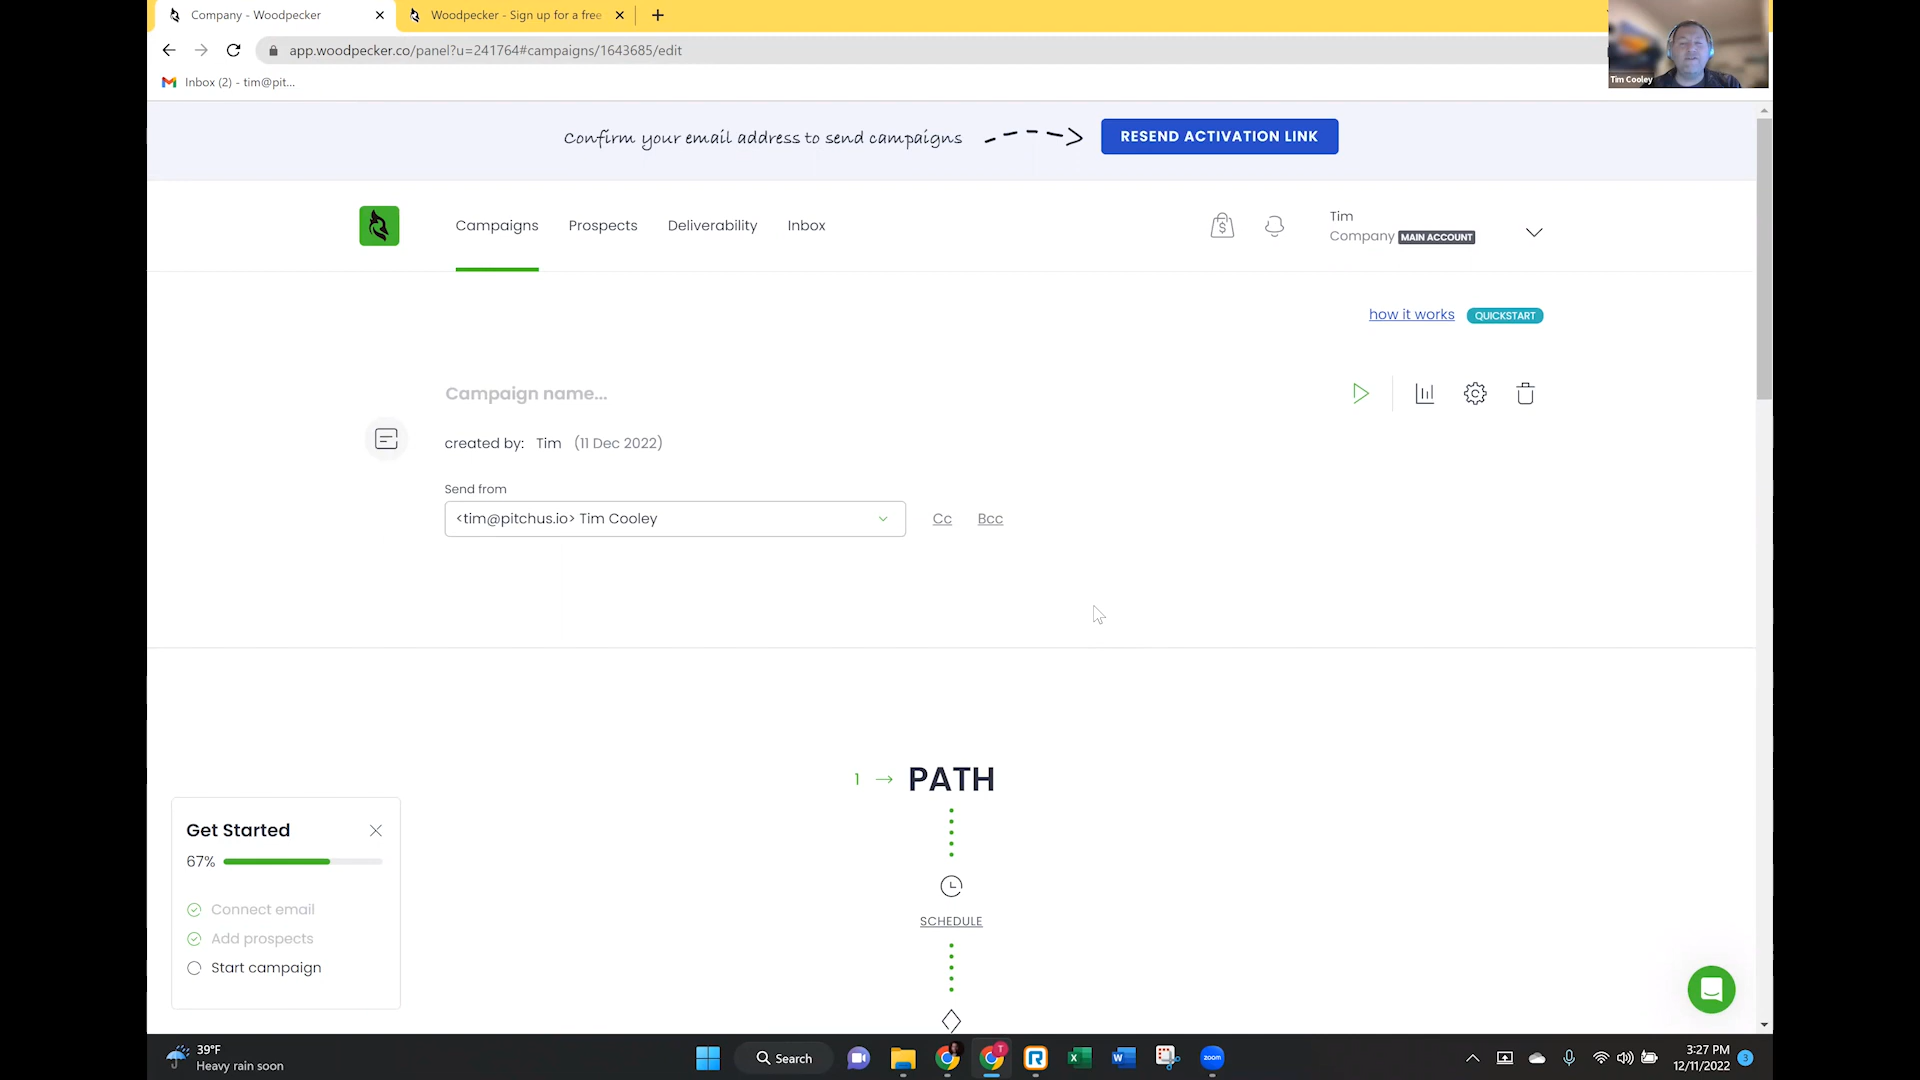 Company - Woodpecker
Woodpecker - Sign up for a free
app.woodpecker.co/panel?u=241764#campaigns/1643685/edit
Inbox (2) - tim@pit...
Tim Cooley
Confirm your email address to send campaigns
RESEND ACTIVATION LINK
Campaigns
Prospects
Deliverability
Inbox
Tim
Company MAIN ACCOUNT
how it works
QUICKSTART
Campaign name...
created by: Tim (11 Dec 2022)
Send from
<tim@pitchus.io> Tim Cooley
Cc
Bcc
1 → PATH
SCHEDULE
Get Started
67%
Connect email
Add prospects
Start campaign
39°F
Heavy rain soon
Search
zoom
3:27 PM
12/11/2022
3